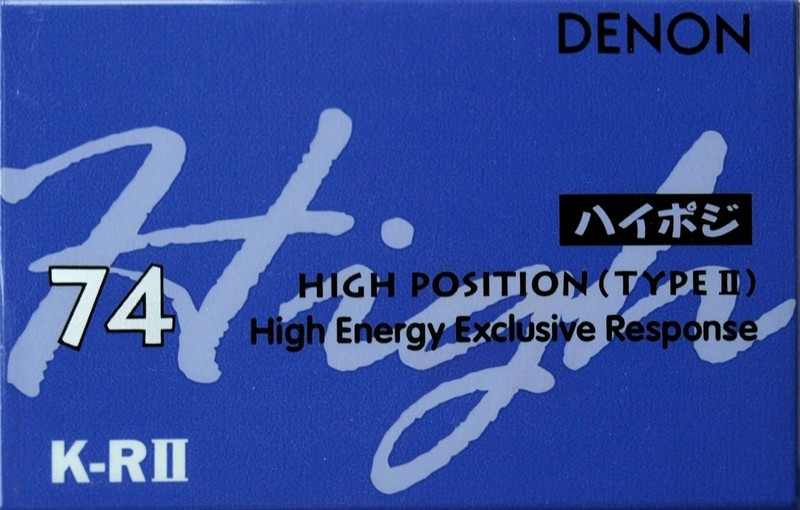 DENON
High
ハイポジ
74
HIGH POSITION (TYPE II)
High Energy Exclusive Response
K-RII